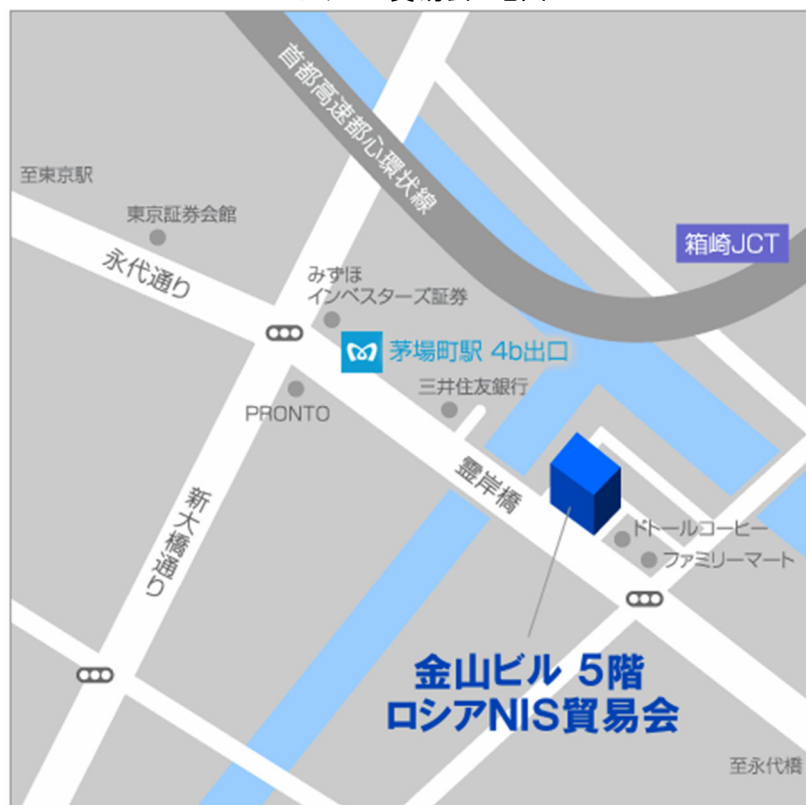 首都高速都心環状線
至東京駅
東京証券会館
箱崎JCT
永代通り
みずほ
インベスターズ証券
茅場町駅 4b出口
三井住友銀行
PRONTO
霊岸橋
新大橋通り
ドトールコーヒー
ファミリーマート
金山ビル 5階
ロシアNIS貿易会
至永代橋